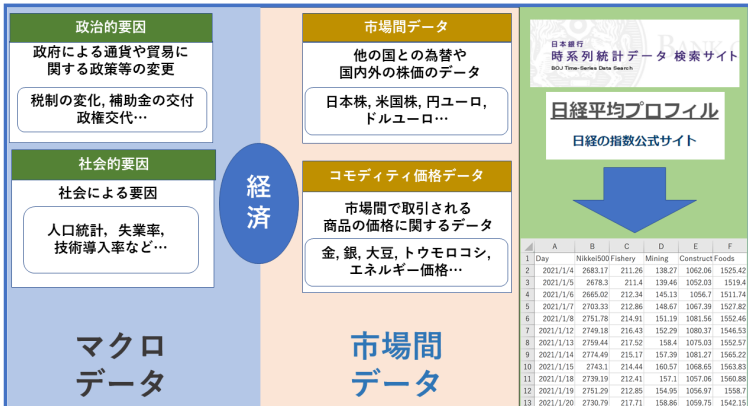 政治的要因
政府による通貨や貿易に
関する政策等の変更
税制の変化, 補助金の交付
政権交代…
社会的要因
社会による要因
人口統計, 失業率,
技術導入率など…
マクロ
データ
経
済
市場間データ
他の国との為替や
国内外の株価のデータ
日本株, 米国株, 円ユーロ,
ドルユーロ…
コモディティ価格データ
市場間で取引される
商品の価格に関するデータ
金, 銀, 大豆, トウモロコシ,
エネルギー価格…
市場間
データ
日本銀行
時系列統計データ 検索サイト
BOJ Time-Series Data Search
日経平均プロフィル
日経の指数公式サイト
A B C D E F
1 Day Nikkei500 Fishery Mining Construct Foods
2 2021/1/4 2683.17 211.26 138.27 1062.06 1525.42
3 2021/1/5 2678.3 211.4 139.46 1052.03 1519.4
4 2021/1/6 2665.02 212.34 145.13 1056.7 1511.74
5 2021/1/7 2703.33 212.86 148.67 1067.39 1527.82
6 2021/1/8 2751.78 214.91 151.19 1081.56 1552.46
7 2021/1/12 2749.18 216.43 152.29 1080.37 1546.53
8 2021/1/13 2759.44 217.52 158.4 1075.03 1552.57
9 2021/1/14 2774.49 215.17 157.39 1081.27 1565.22
10 2021/1/15 2743.1 214.44 160.57 1068.65 1563.83
11 2021/1/18 2739.19 212.41 157.1 1057.06 1560.88
12 2021/1/19 2751.29 212.85 154.95 1056.97 1558.7
13 2021/1/20 2730.79 217.71 158.86 1059.75 1542.15